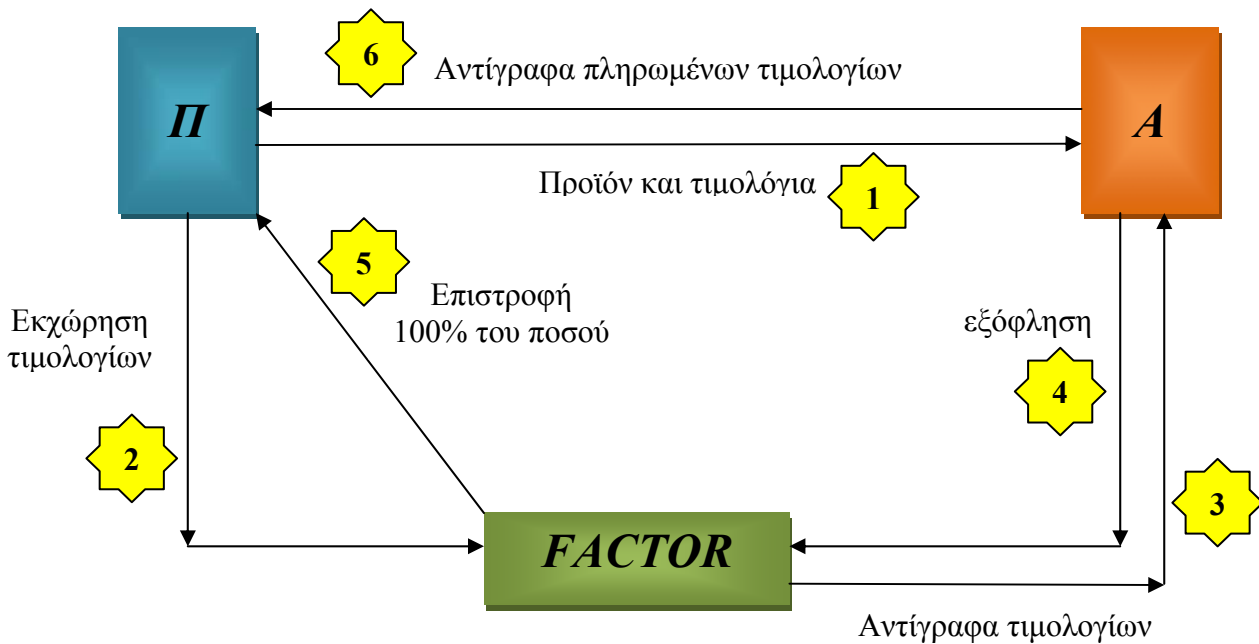 6
Αντίγραφα πληρωμένων τιμολογίων
Π
Α
Προϊόν και τιμολόγια
1
5
Επιστροφή
100% του ποσού
Εκχώρηση
τιμολογίων
εξόφληση
4
2
3
FACTOR
Αντίγραφα τιμολογίων